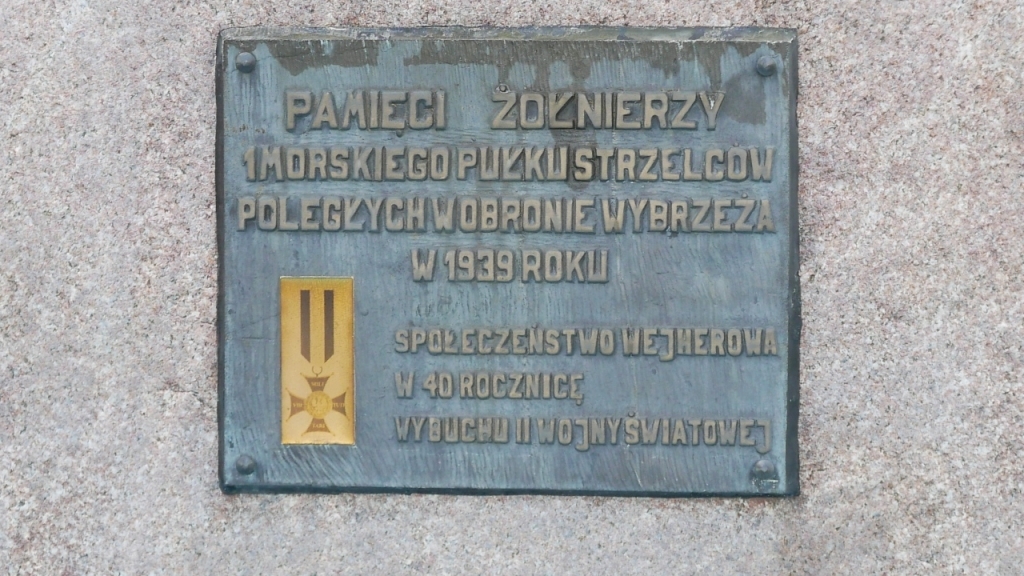 PAMIĘCI ŻOŁNIERZY
1 MORSKIEGO PUŁKU STRZELCÓW
POLEGŁYCH W OBRONIE WYBRZEŻA
W 1939 ROKU
SPOŁECZEŃSTWO WEJHEROWA
W 40 ROCZNICĘ
WYBUCHU II WOJNY ŚWIATOWEJ